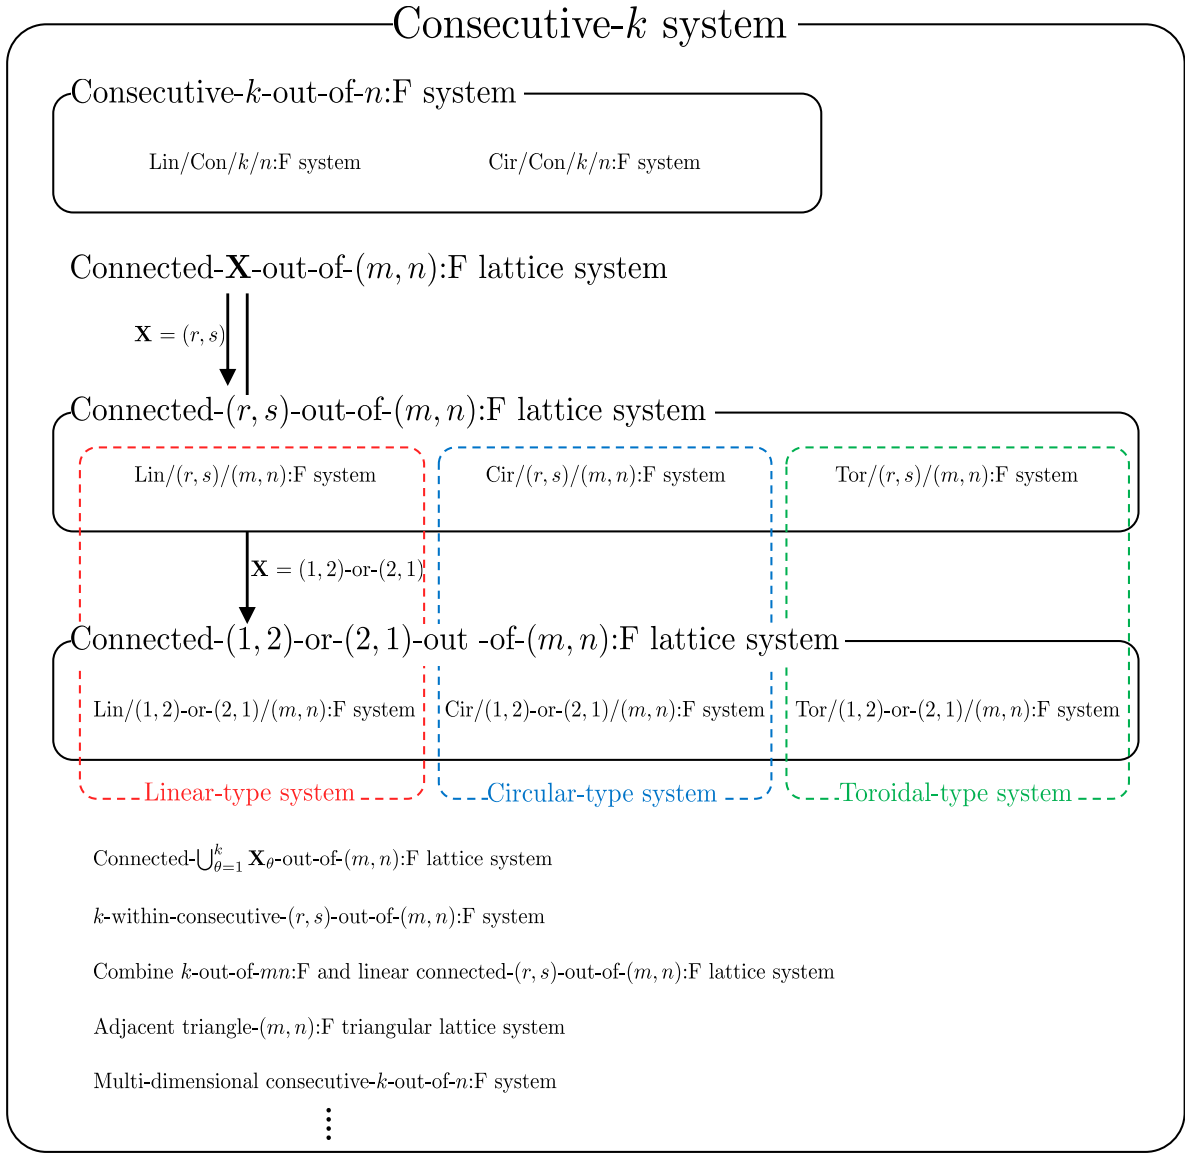 Consecutive-k system
Consecutive-k-out-of-n:F system
Lin/Con/k/n:F system
Cir/Con/k/n:F system
Connected-X-out-of-(m, n):F lattice system
X = (r, s)
Connected-(r, s)-out-of-(m, n):F lattice system
Lin/(r, s)/(m, n):F system
Cir/(r, s)/(m, n):F system
Tor/(r, s)/(m, n):F system
X = (1, 2)-or-(2, 1)
Connected-(1, 2)-or-(2, 1)-out -of-(m, n):F lattice system
Lin/(1, 2)-or-(2, 1)/(m, n):F system
Cir/(1, 2)-or-(2, 1)/(m, n):F system
Tor/(1, 2)-or-(2, 1)/(m, n):F system
Linear-type system
Circular-type system
Toroidal-type system
Connected-⋃_{θ=1}^{k} X_θ-out-of-(m, n):F lattice system
k-within-consecutive-(r, s)-out-of-(m, n):F system
Combine k-out-of-mn:F and linear connected-(r, s)-out-of-(m, n):F lattice system
Adjacent triangle-(m, n):F triangular lattice system
Multi-dimensional consecutive-k-out-of-n:F system
⋮